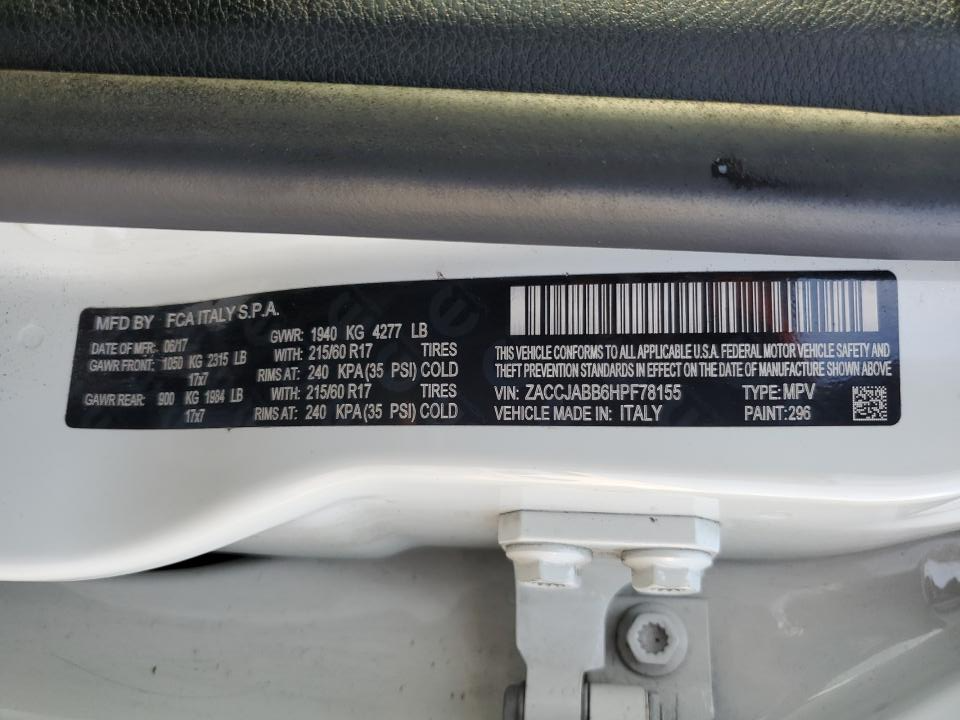 MFD BY FCA ITALY S.P.A.
DATE OF MFR: 06/17 GVWR: 1940 KG 4277 LB
GAWR FRONT: 1050 KG 2315 LB WITH: 215/60 R17 TIRES
17x7 RIMS AT: 240 KPA(35 PSI) COLD
GAWR REAR: 900 KG 1984 LB WITH: 215/60 R17 TIRES
17x7 RIMS AT: 240 KPA(35 PSI) COLD
THIS VEHICLE CONFORMS TO ALL APPLICABLE U.S.A. FEDERAL MOTOR VEHICLE SAFETY AND
THEFT PREVENTION STANDARDS IN EFFECT ON THE DATE OF MANUFACTURE SHOWN ABOVE
VIN: ZACCJABB6HPF78155 TYPE: MPV
VEHICLE MADE IN: ITALY PAINT:296